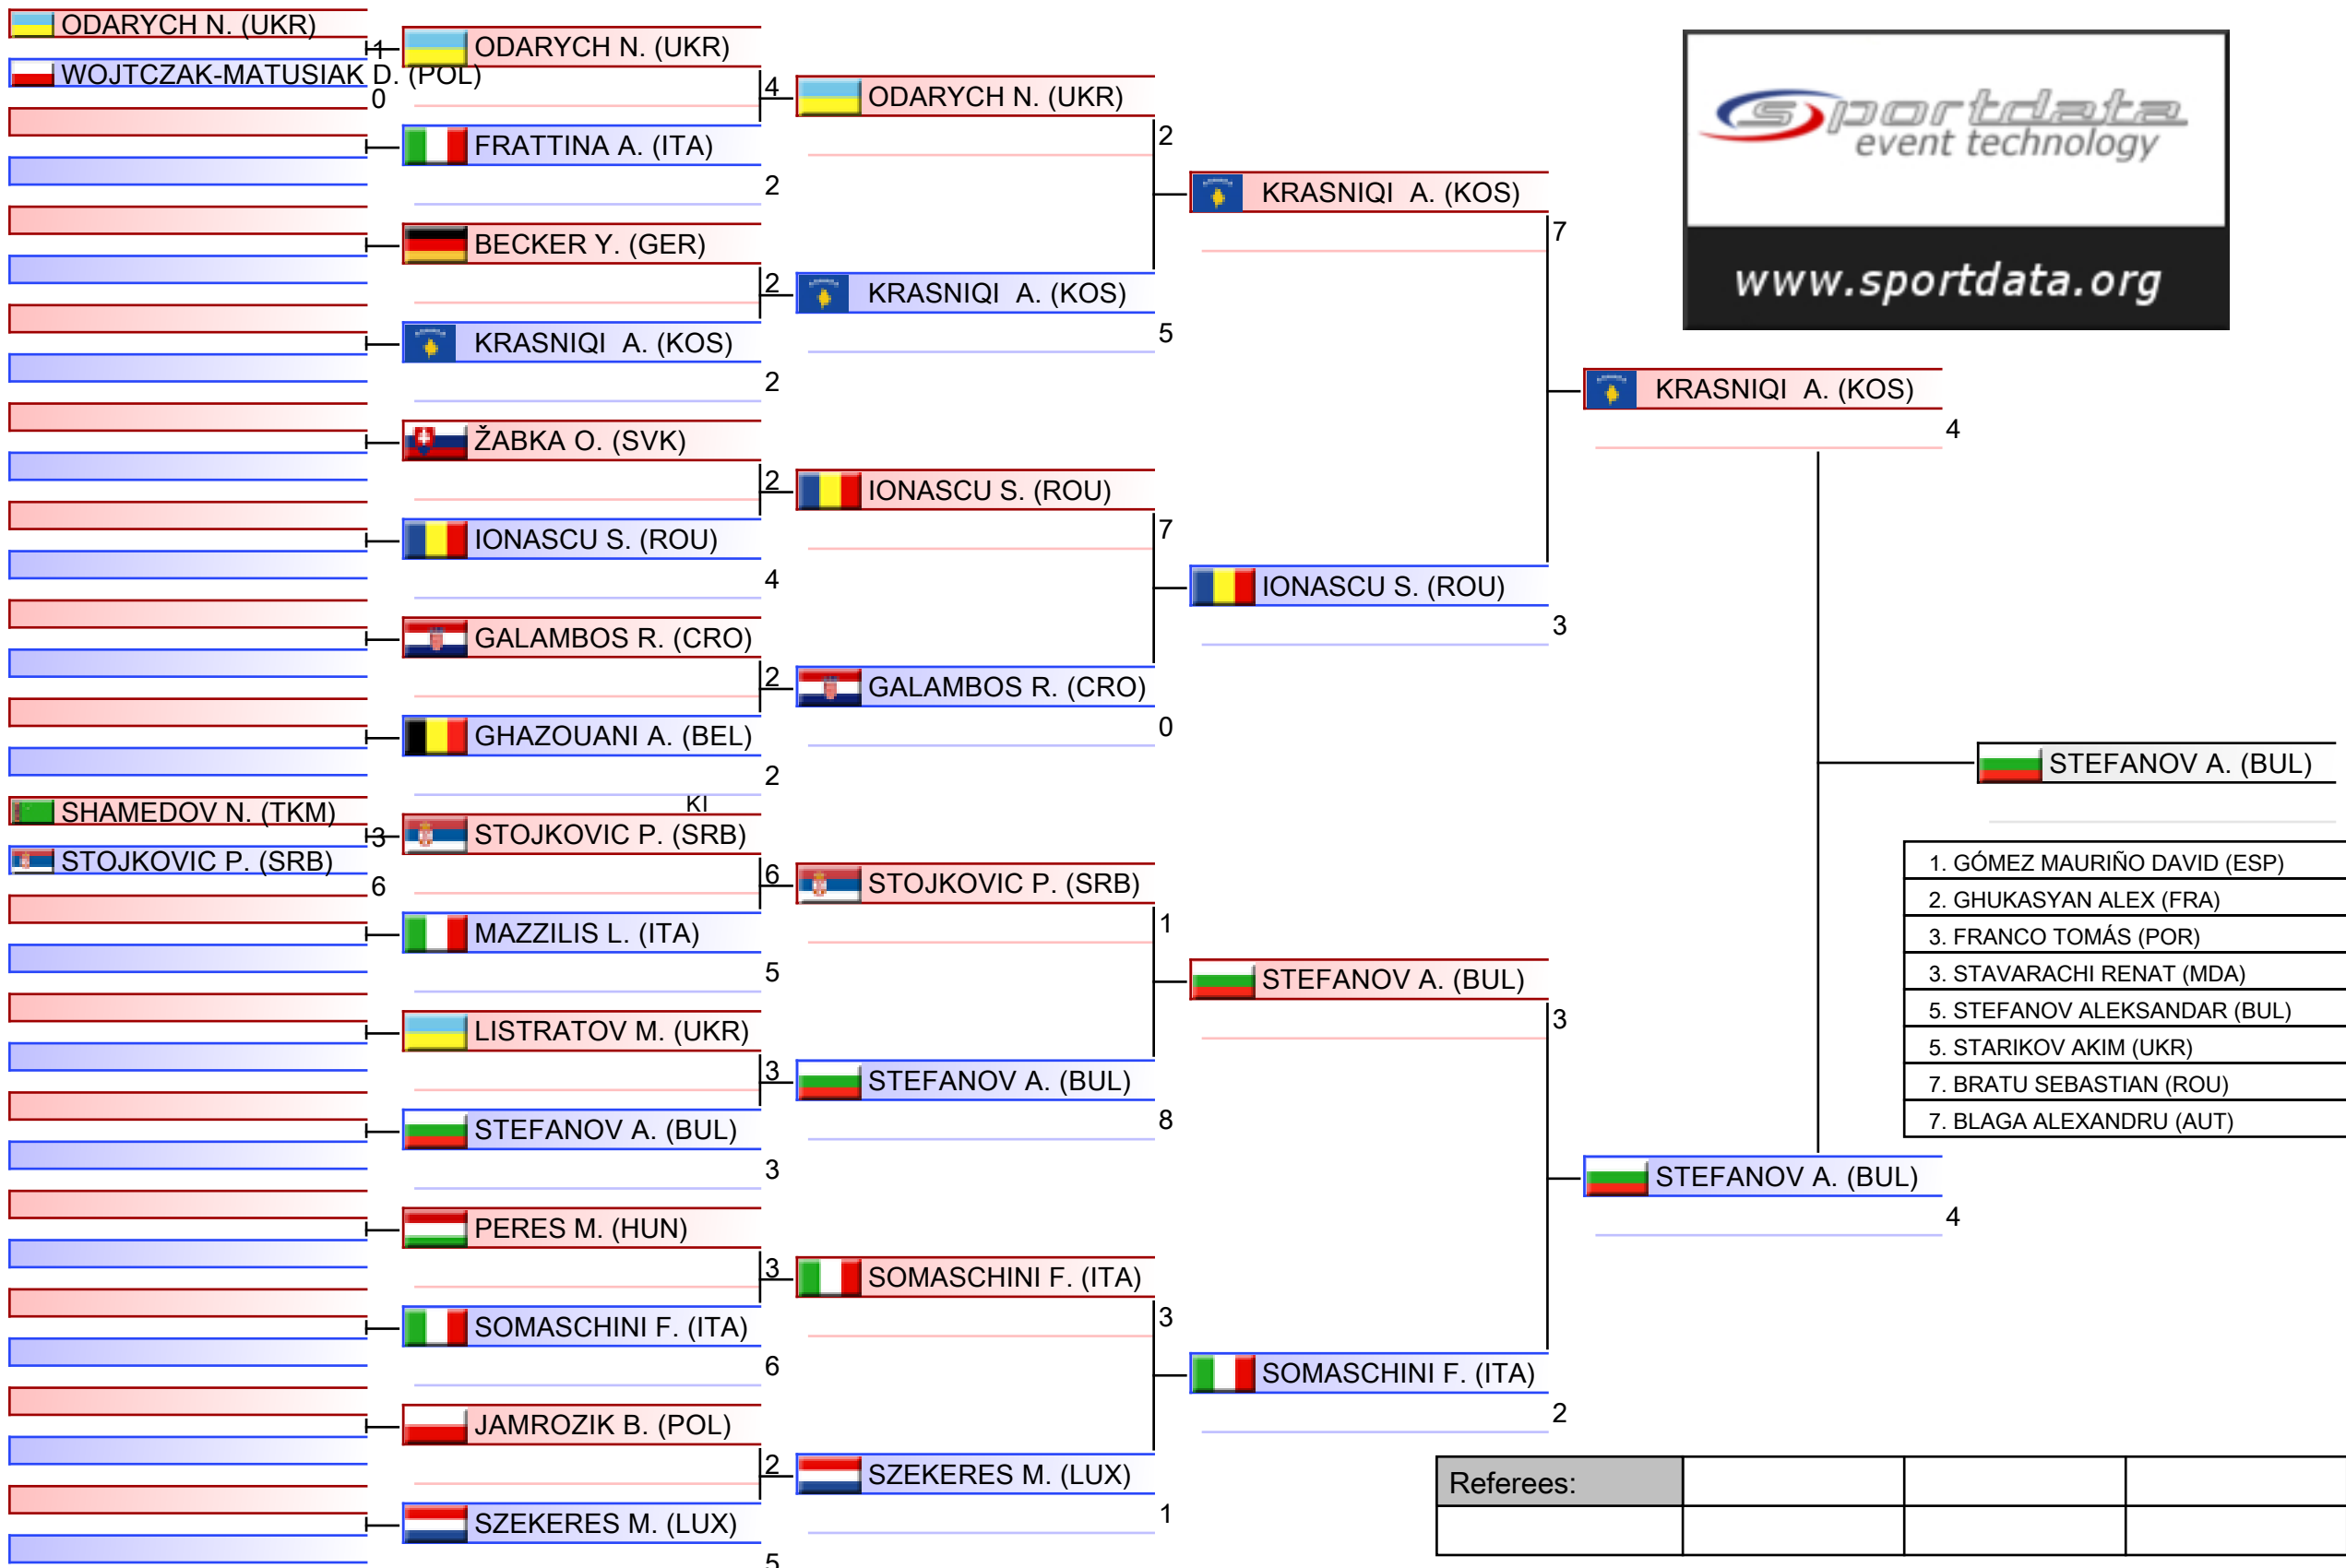 ODARYCH N. (UKR)
1
WOJTCZAK-MATUSIAK D. (POL)
0
SHAMEDOV N. (TKM)
3
STOJKOVIC P. (SRB)
6
ODARYCH N. (UKR)
4
FRATTINA A. (ITA)
2
BECKER Y. (GER)
2
KRASNIQI A. (KOS)
2
ŽABKA O. (SVK)
2
IONASCU S. (ROU)
4
GALAMBOS R. (CRO)
2
GHAZOUANI A. (BEL)
2
KI
STOJKOVIC P. (SRB)
6
MAZZILIS L. (ITA)
5
LISTRATOV M. (UKR)
3
STEFANOV A. (BUL)
3
PERES M. (HUN)
3
SOMASCHINI F. (ITA)
6
JAMROZIK B. (POL)
2
SZEKERES M. (LUX)
5
ODARYCH N. (UKR)
2
KRASNIQI A. (KOS)
5
IONASCU S. (ROU)
7
GALAMBOS R. (CRO)
0
STOJKOVIC P. (SRB)
1
STEFANOV A. (BUL)
8
SOMASCHINI F. (ITA)
3
SZEKERES M. (LUX)
1
KRASNIQI A. (KOS)
7
IONASCU S. (ROU)
3
STEFANOV A. (BUL)
3
SOMASCHINI F. (ITA)
2
KRASNIQI A. (KOS)
4
STEFANOV A. (BUL)
4
STEFANOV A. (BUL)
sportdata
event technology
www.sportdata.org
1. GÓMEZ MAURIÑO DAVID (ESP)
2. GHUKASYAN ALEX (FRA)
3. FRANCO TOMÁS (POR)
3. STAVARACHI RENAT (MDA)
5. STEFANOV ALEKSANDAR (BUL)
5. STARIKOV AKIM (UKR)
7. BRATU SEBASTIAN (ROU)
7. BLAGA ALEXANDRU (AUT)
Referees: